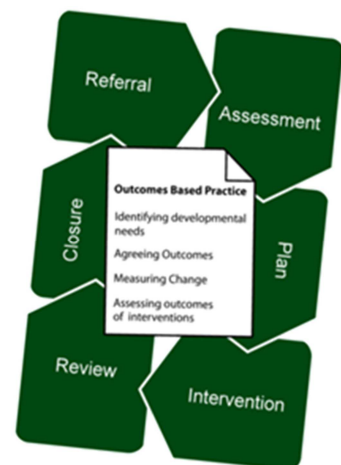 Referral
Assessment
Outcomes Based Practice
Identifying developmental
needs
Agreeing Outcomes
Measuring Change
Assessing outcomes
of interventions
Plan
Intervention
Review
Closure